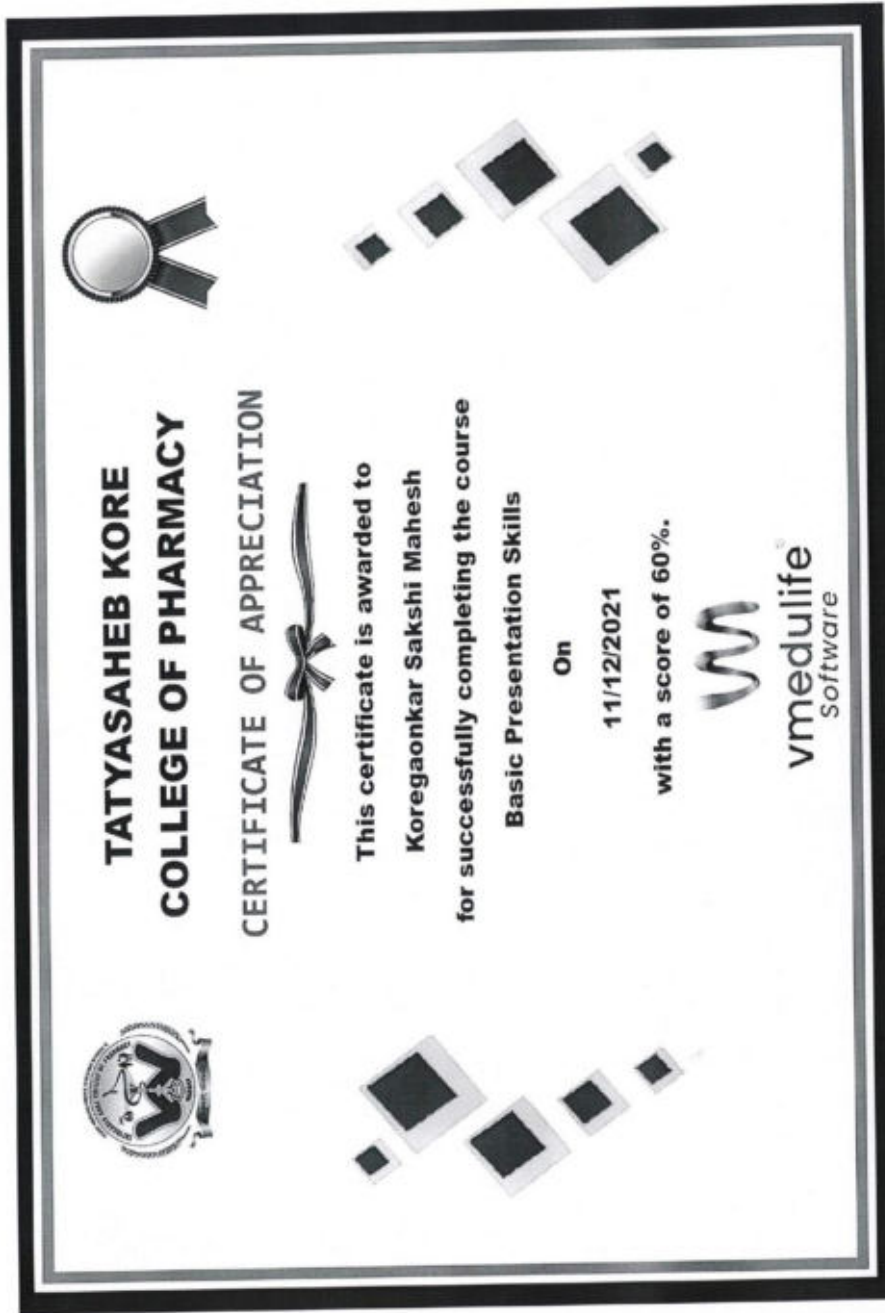 TATYASAHEB KORE
COLLEGE OF PHARMACY
CERTIFICATE OF APPRECIATION
This certificate is awarded to
Koregaonkar Sakshi Mahesh
for successfully completing the course
Basic Presentation Skills
On
11/12/2021
with a score of 60%.
vmedulife
Software